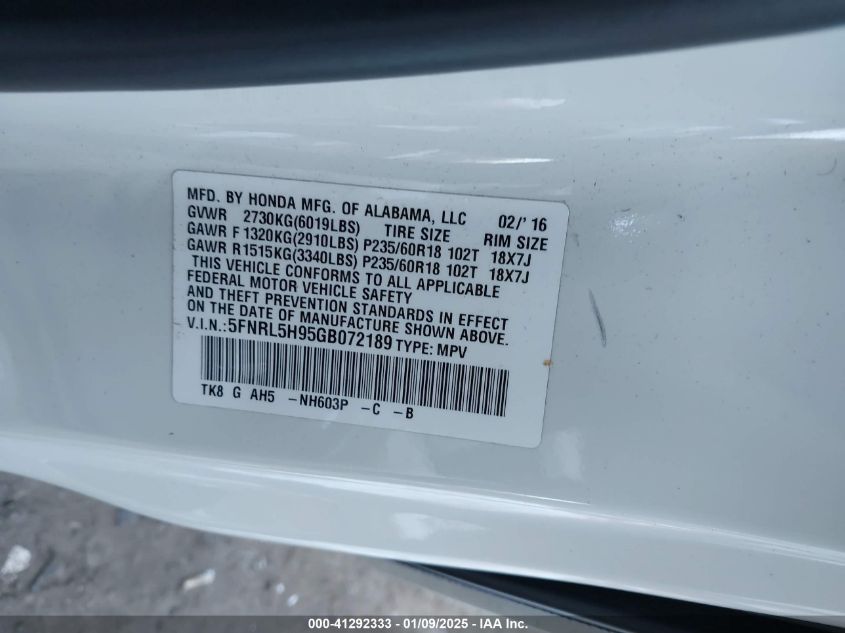 MFD. BY HONDA MFG. OF ALABAMA, LLC 02/' 16
GVWR 2730KG(6019LBS) TIRE SIZE RIM SIZE
GAWR F 1320KG(2910LBS) P235/60R18 102T 18X7J
GAWR R1515KG(3340LBS) P235/60R18 102T 18X7J
THIS VEHICLE CONFORMS TO ALL APPLICABLE
FEDERAL MOTOR VEHICLE SAFETY
AND THEFT PREVENTION STANDARDS IN EFFECT
ON THE DATE OF MANUFACTURE SHOWN ABOVE.
V.I.N.:5FNRL5H95GB072189 TYPE: MPV
TK8 G AH5 -NH603P -C -B
000-41292333 - 01/09/2025 - IAA Inc.